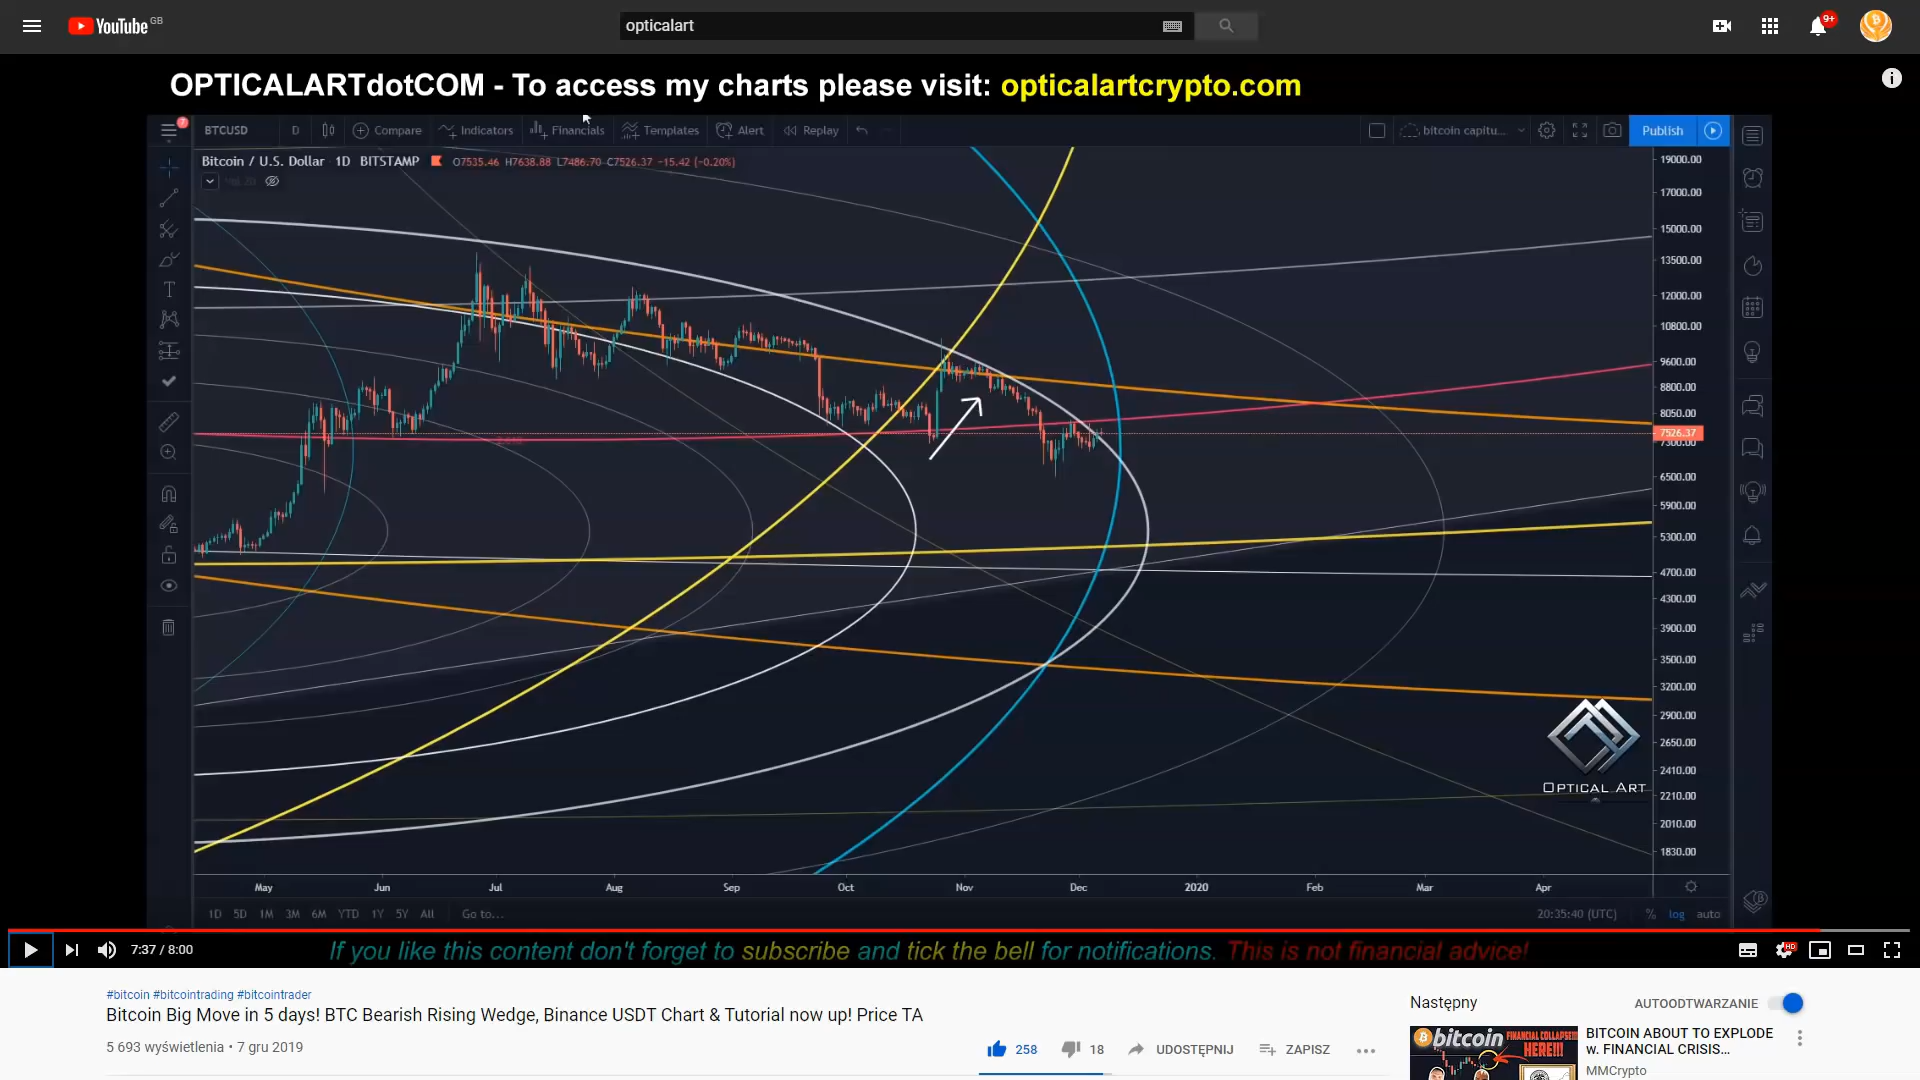 YouTube GB
opticalart
9+
OPTICALARTdotCOM - To access my charts please visit: opticalartcrypto.com
7
BTCUSD D Compare Indicators Financials Templates Alert Replay bitcoin capitu... Publish
Bitcoin / U.S. Dollar 1D BITSTAMP O7535.46 H7638.88 L7486.70 C7526.37 −15.42 (−0.20%)
19000.00
17000.00
15000.00
13500.00
12000.00
10800.00
9600.00
8800.00
8050.00
7526.37
7300.00
6500.00
5900.00
5300.00
4700.00
4300.00
3900.00
3500.00
3200.00
2900.00
2650.00
2410.00
2210.00
2010.00
1830.00
OPTICAL ART
May Jun Jul Aug Sep Oct Nov Dec 2020 Feb Mar Apr
1D 5D 1M 3M 6M YTD 1Y 5Y All Go to... 20:35:40 (UTC) % log auto
7:37 / 8:00
If you like this content don't forget to subscribe and tick the bell for notifications. This is not financial advice!
HD
#bitcoin #bitcointrading #bitcointrader
Bitcoin Big Move in 5 days! BTC Bearish Rising Wedge, Binance USDT Chart & Tutorial now up! Price TA
5 693 wyświetlenia • 7 gru 2019
258 18 UDOSTĘPNIJ ZAPISZ
Następny AUTOODTWARZANIE
bitcoin FINANCIAL COLLAPSE!!!
HERE!!!
BITCOIN ABOUT TO EXPLODE
w. FINANCIAL CRISIS...
MMCrypto